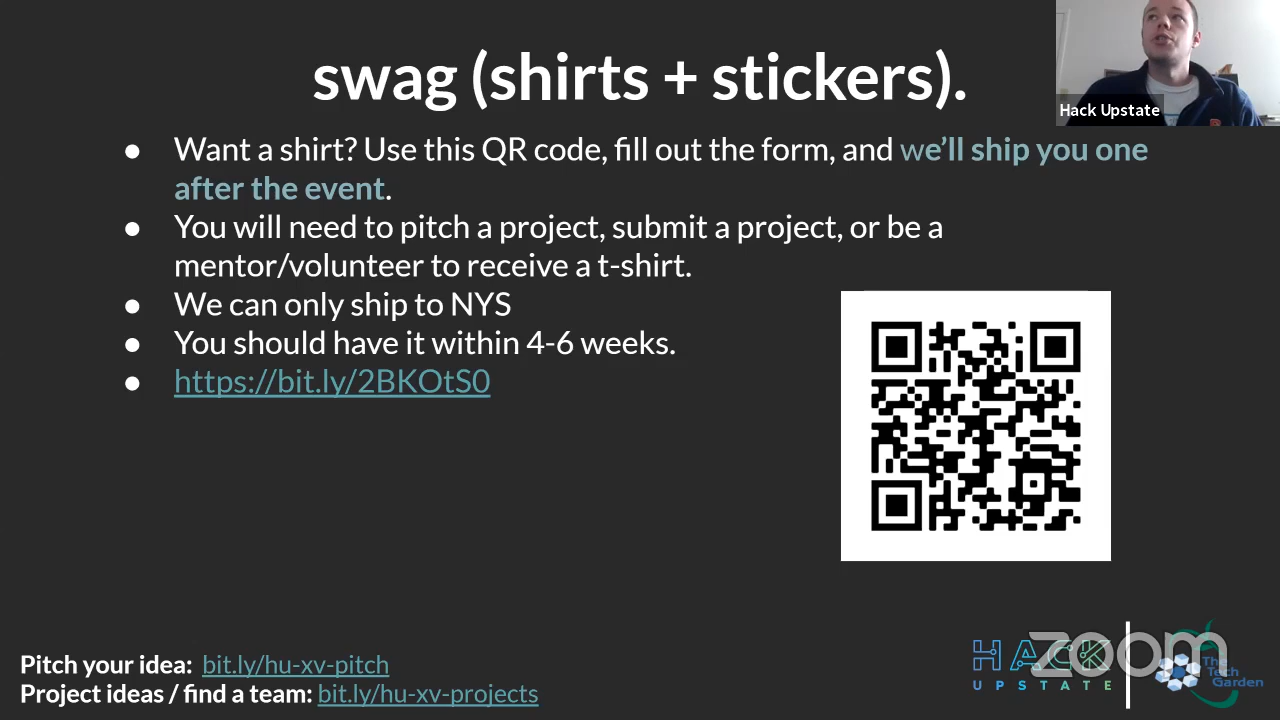 swag (shirts + stickers).
Hack Upstate
● Want a shirt? Use this QR code, fill out the form, and we'll ship you one
after the event.
● You will need to pitch a project, submit a project, or be a
mentor/volunteer to receive a t-shirt.
● We can only ship to NYS
● You should have it within 4-6 weeks.
● https://bit.ly/2BKOtS0
Pitch your idea: bit.ly/hu-xv-pitch
Project ideas / find a team: bit.ly/hu-xv-projects
HACK
UPSTATE
zoom
The
Tech
Garden